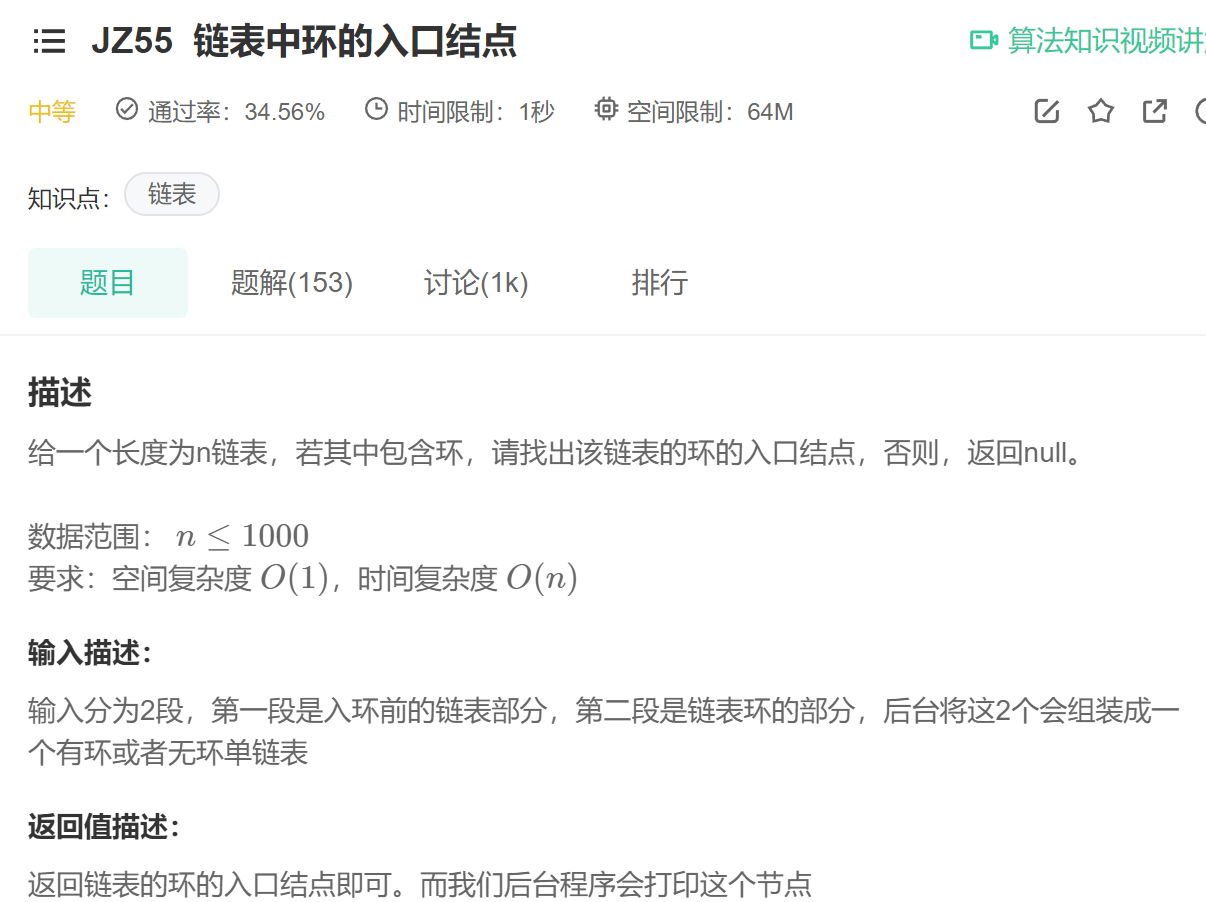 JZ55 链表中环的入口结点
算法知识视频讲
中等 通过率：34.56% 时间限制：1秒 空间限制：64M
知识点：链表
题目 题解(153) 讨论(1k) 排行
描述
给一个长度为n链表，若其中包含环，请找出该链表的环的入口结点，否则，返回null。
数据范围： n ≤ 1000
要求：空间复杂度 O(1)，时间复杂度 O(n)
输入描述：
输入分为2段，第一段是入环前的链表部分，第二段是链表环的部分，后台将这2个会组装成一
个有环或者无环单链表
返回值描述：
返回链表的环的入口结点即可。而我们后台程序会打印这个节点